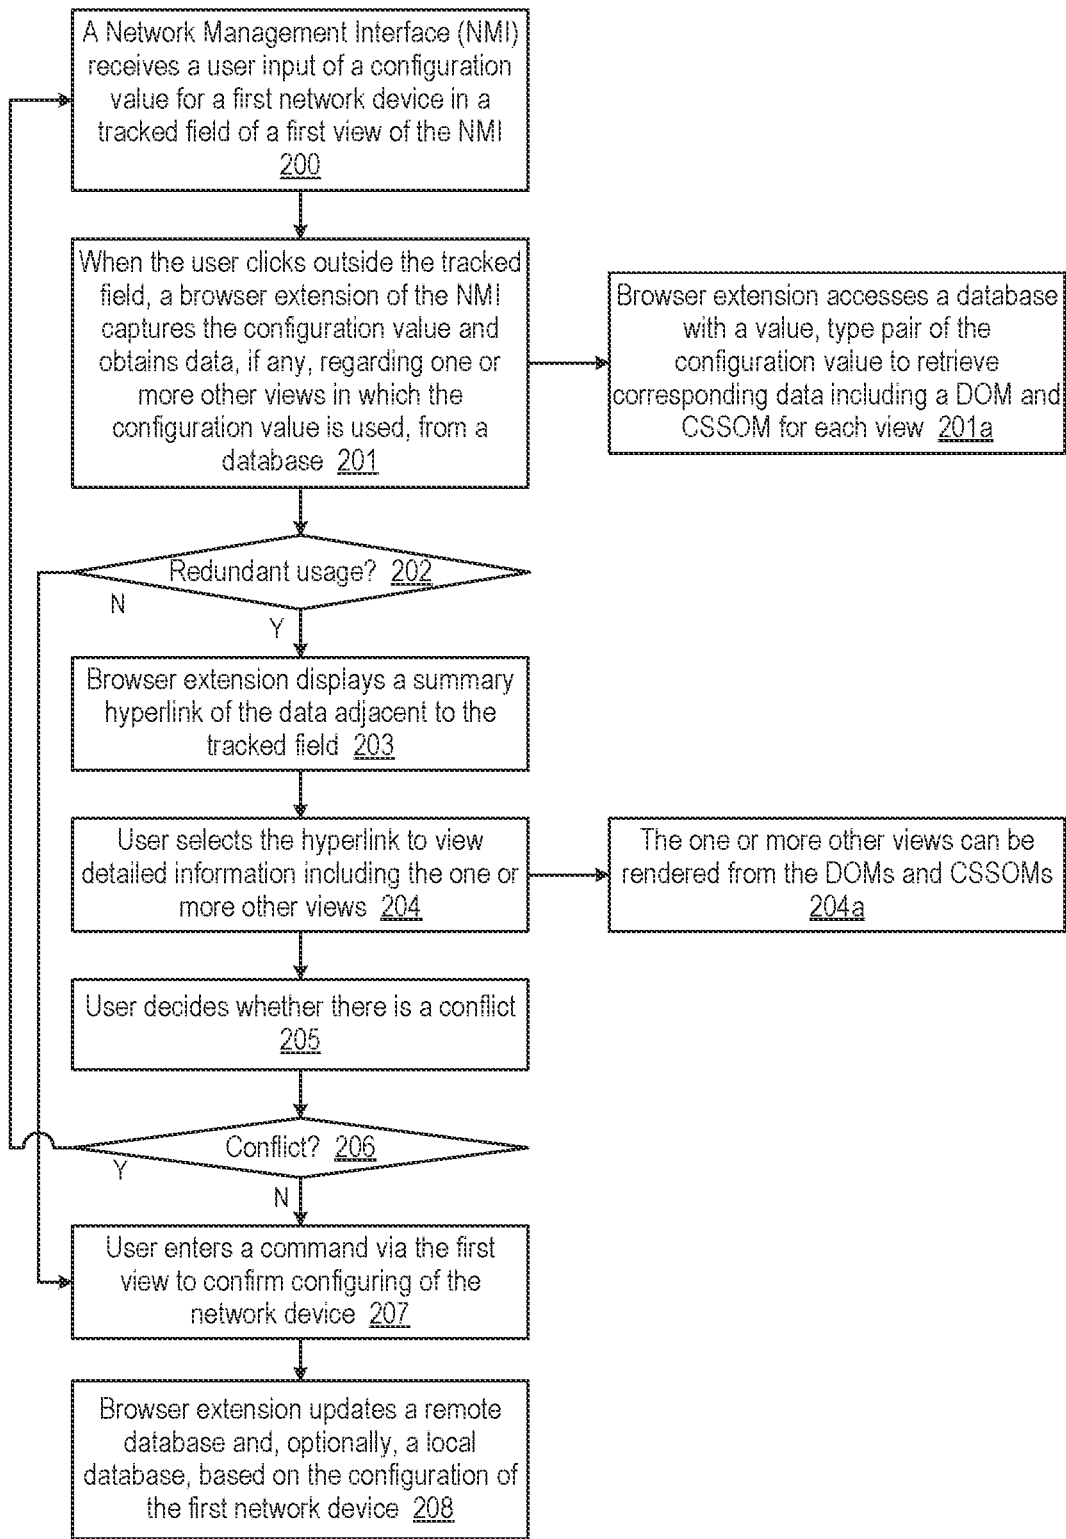 A Network Management Interface (NMI)
receives a user input of a configuration
value for a first network device in a
tracked field of a first view of the NMI
200
When the user clicks outside the tracked
field, a browser extension of the NMI
captures the configuration value and
obtains data, if any, regarding one or
more other views in which the
configuration value is used, from a
database 201
Browser extension accesses a database
with a value, type pair of the
configuration value to retrieve
corresponding data including a DOM and
CSSOM for each view 201a
Redundant usage? 202
N
Y
Browser extension displays a summary
hyperlink of the data adjacent to the
tracked field 203
User selects the hyperlink to view
detailed information including the one or
more other views 204
The one or more other views can be
rendered from the DOMs and CSSOMs
204a
User decides whether there is a conflict
205
Conflict? 206
Y
N
User enters a command via the first
view to confirm configuring of the
network device 207
Browser extension updates a remote
database and, optionally, a local
database, based on the configuration of
the first network device 208